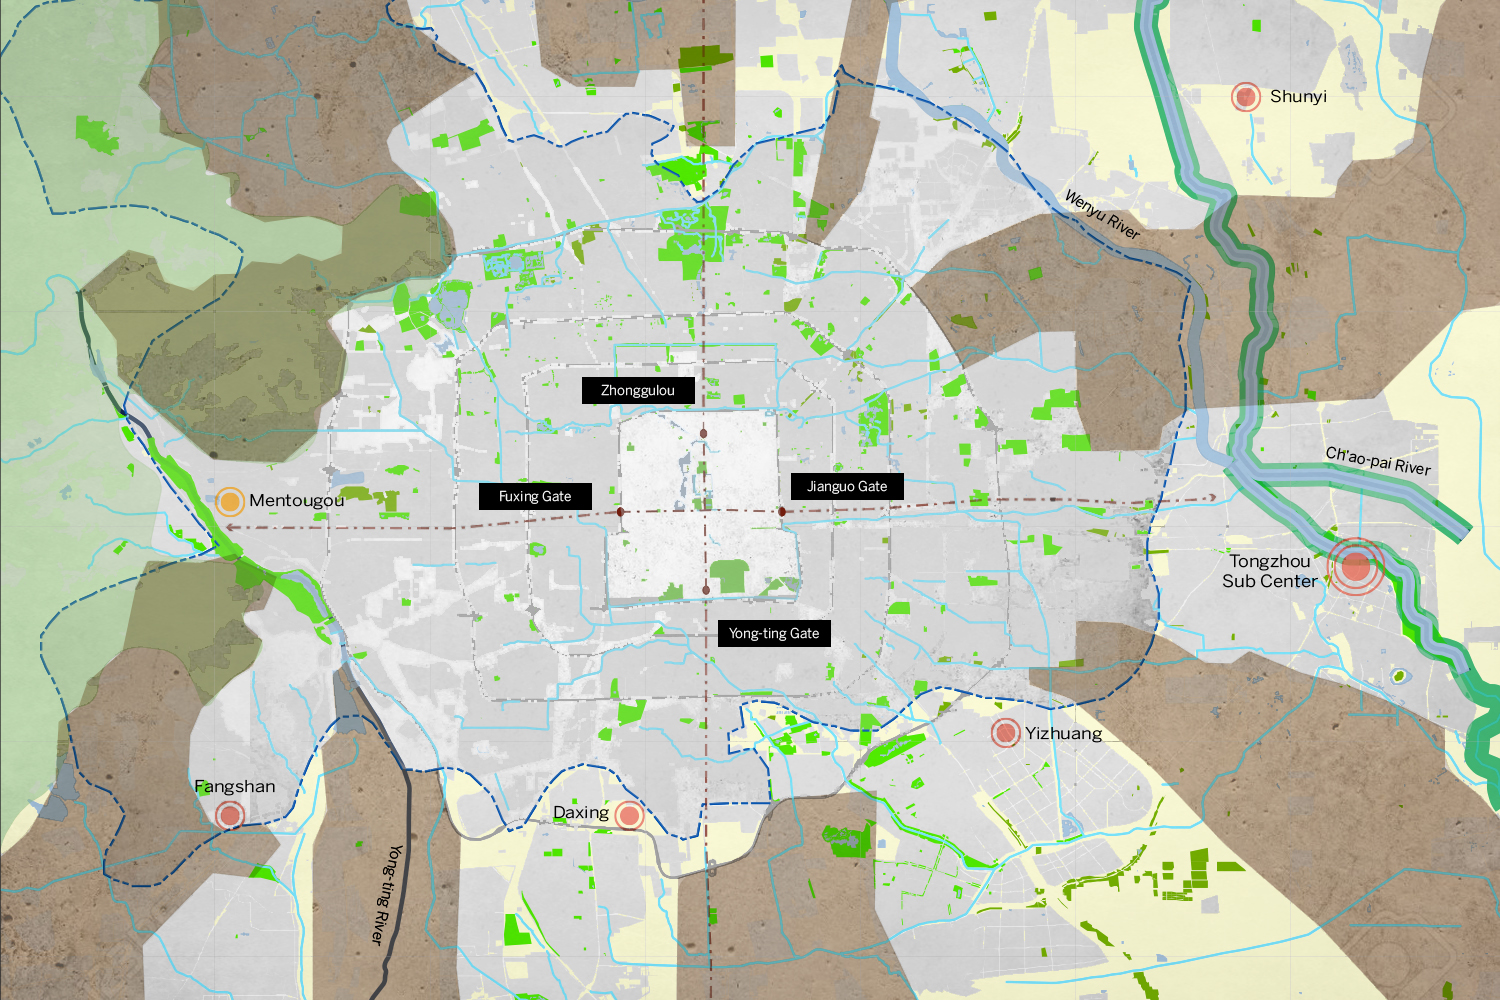 Shunyi
Wenyu River
Zhonggulou
Ch'ao-pai River
Fuxing Gate
Jianguo Gate
Mentougou
Tongzhou
Sub Center
Yong-ting Gate
Yizhuang
Fangshan
Daxing
Yong-ting River